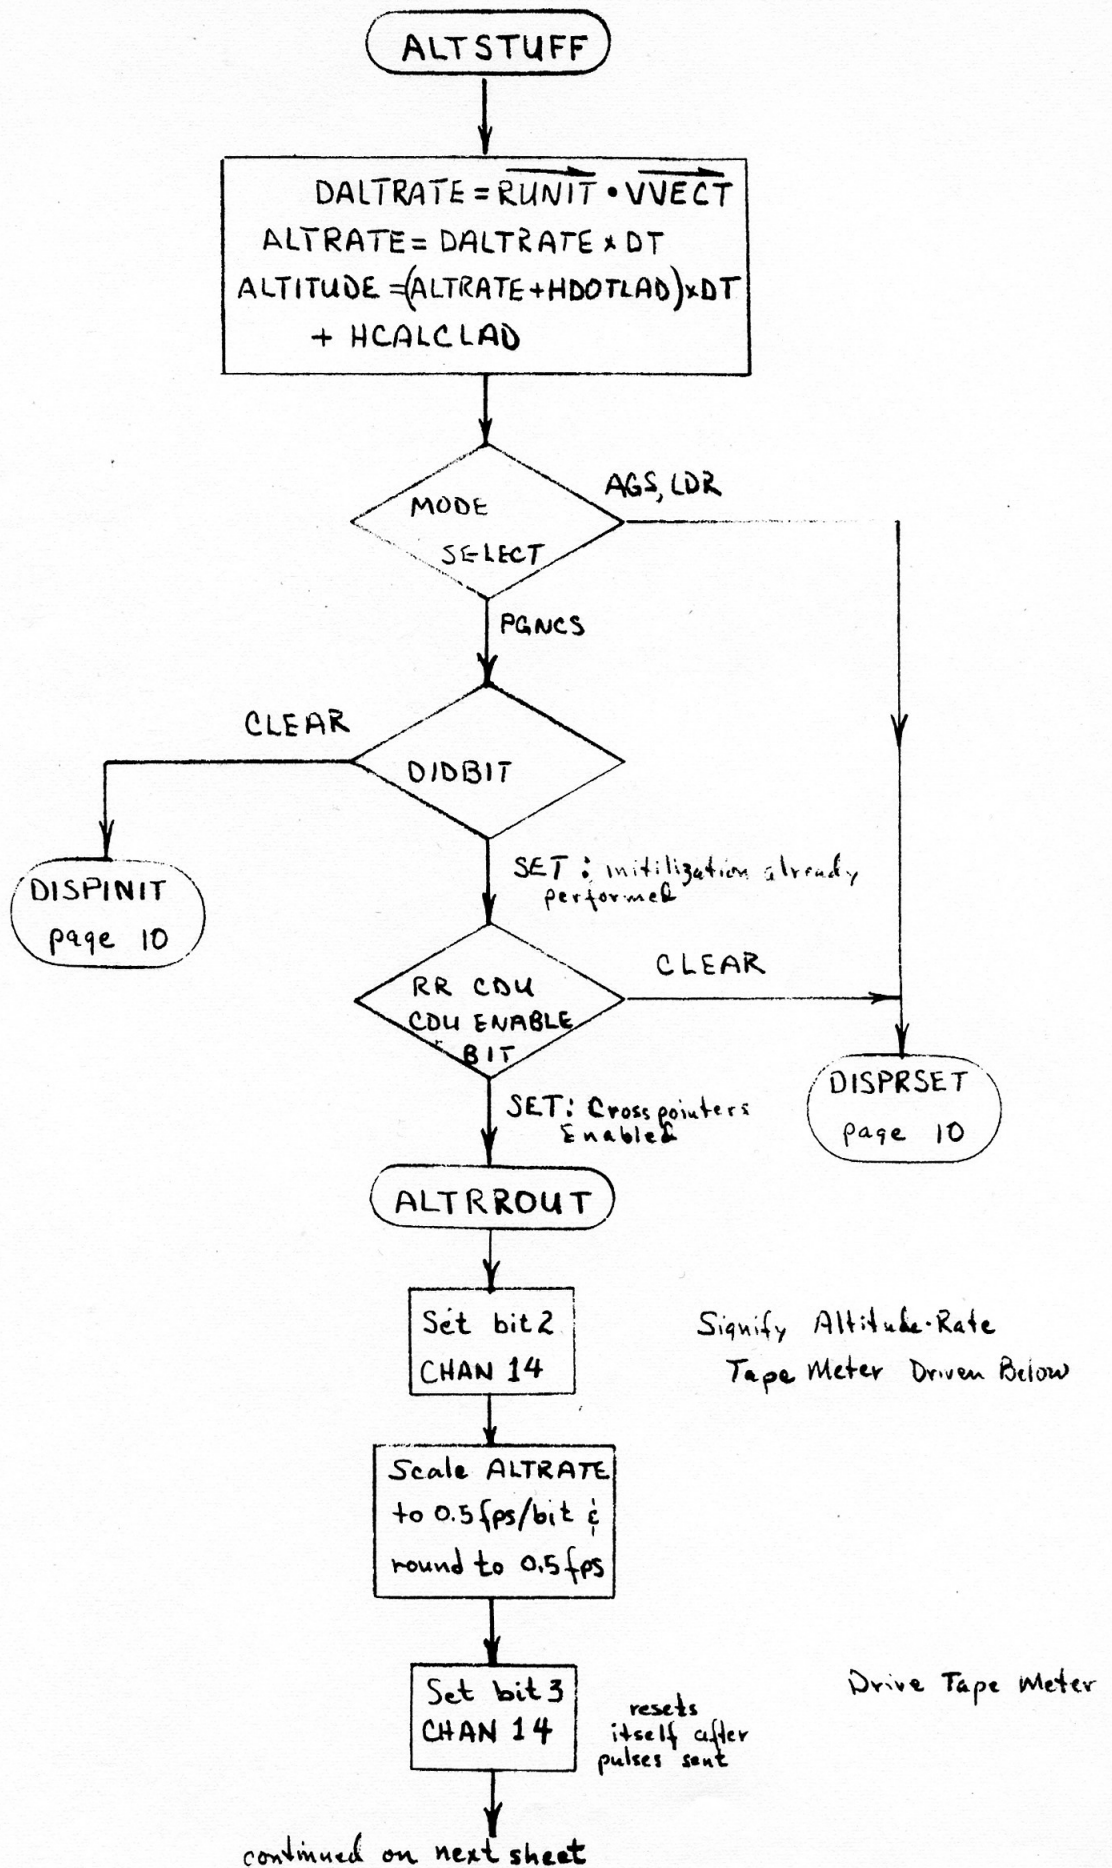 ALTSTUFF
DALTRATE = RUNIT • VVECT
ALTRATE = DALTRATE x DT
ALTITUDE = (ALTRATE + HDOTLAD) x DT
+ HCALCLAD
MODE
SELECT
AGS, LDR
PGNCS
CLEAR
DIDBIT
DISPINIT
page 10
SET : initilization already
performed
RR CDU
CDU ENABLE
BIT
CLEAR
DISPRSET
page 10
SET: Cross pointers
Enabled
ALTRROUT
Set bit 2
CHAN 14
Signify Altitude-Rate
Tape Meter Driven Below
Scale ALTRATE
to 0.5 fps/bit &
round to 0.5 fps
Set bit 3
CHAN 14
resets
itself after
pulses sent
Drive Tape Meter
continued on next sheet